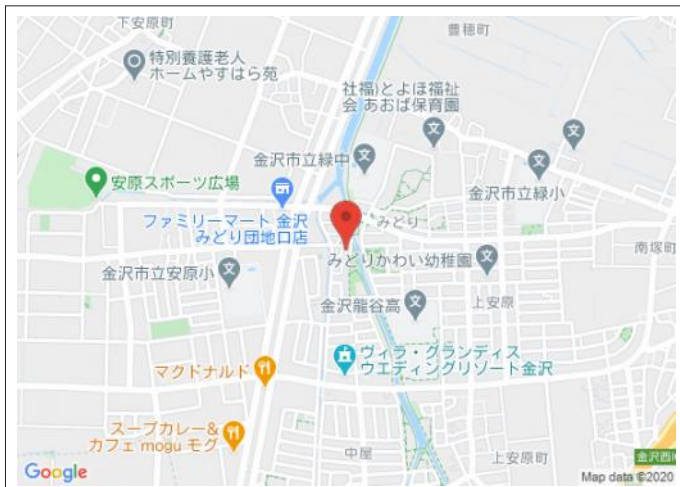 下安原町
豊穂町
特別養護老人
ホームやすはら苑
社福)とよほ福祉
会 あおば保育園
金沢市立緑中
金沢市立緑小
安原スポーツ広場
ファミリーマート 金沢
みどり団地口店
みどり
南塚町
みどりかわい幼稚園
金沢市立安原小
上安原
金沢龍谷高
ヴィラ・グランディス
ウエディングリゾート金沢
マクドナルド
スープカレー&
カフェ mogu モグ
中屋
上安原町
金沢西IC
Google
Map data ©2020